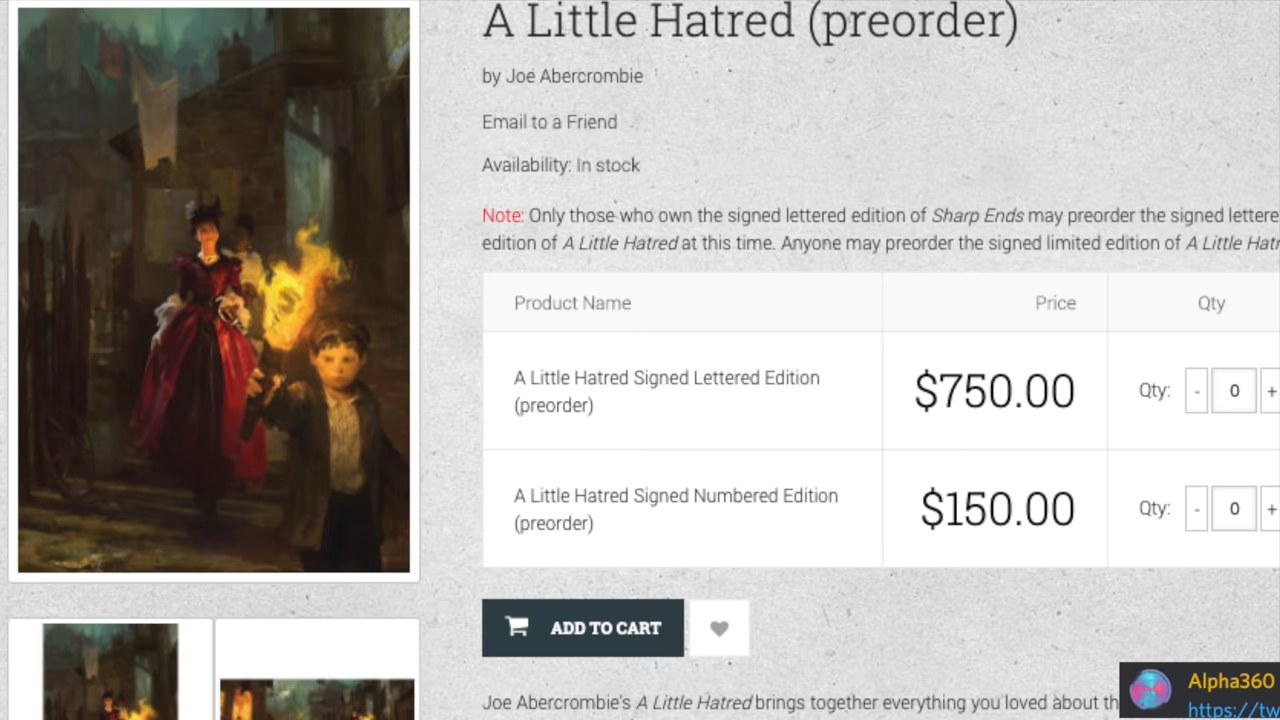 A Little Hatred (preorder)
by Joe Abercrombie
Email to a Friend
Availability: In stock
Note: Only those who own the signed lettered edition of Sharp Ends may preorder the signed lettere
edition of A Little Hatred at this time. Anyone may preorder the signed limited edition of A Little Hatr
Product Name Price Qty
A Little Hatred Signed Lettered Edition
(preorder)
$750.00
Qty: - 0 +
A Little Hatred Signed Numbered Edition
(preorder)
$150.00
Qty: - 0 +
ADD TO CART
Joe Abercrombie's A Little Hatred brings together everything you loved about th
Alpha360
https://tw